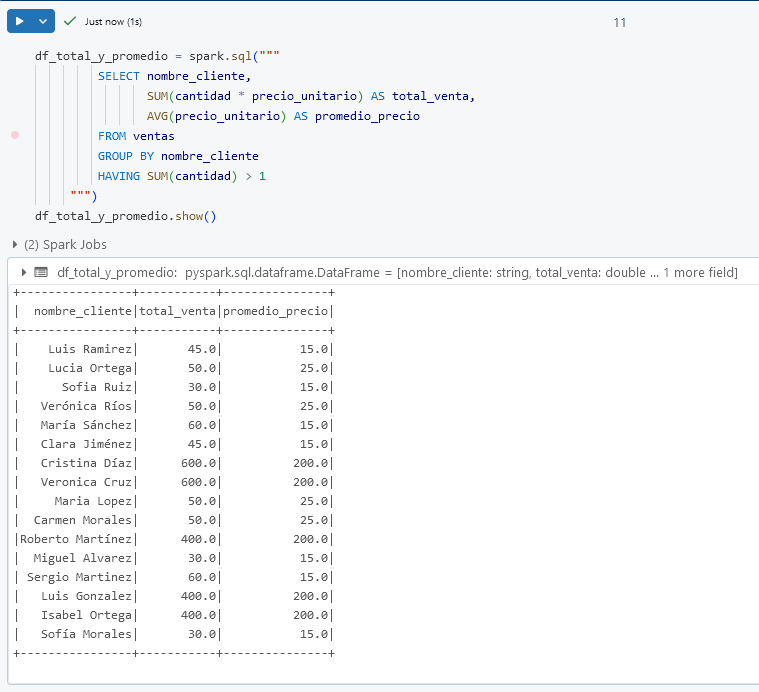 Just now (1s)
11
df_total_y_promedio = spark.sql("""
SELECT nombre_cliente,
SUM(cantidad * precio_unitario) AS total_venta,
AVG(precio_unitario) AS promedio_precio
FROM ventas
GROUP BY nombre_cliente
HAVING SUM(cantidad) > 1
""")
df_total_y_promedio.show()
(2) Spark Jobs
df_total_y_promedio: pyspark.sql.dataframe.DataFrame = [nombre_cliente: string, total_venta: double ... 1 more field]
+----------------+-----------+---------------+
|  nombre_cliente|total_venta|promedio_precio|
+----------------+-----------+---------------+
|    Luis Ramirez|       45.0|           15.0|
|    Lucia Ortega|       50.0|           25.0|
|      Sofia Ruiz|       30.0|           15.0|
|   Verónica Ríos|       50.0|           25.0|
|   María Sánchez|       60.0|           15.0|
|   Clara Jiménez|       45.0|           15.0|
|   Cristina Díaz|      600.0|          200.0|
|   Veronica Cruz|      600.0|          200.0|
|     Maria Lopez|       50.0|           25.0|
|  Carmen Morales|       50.0|           25.0|
|Roberto Martínez|      400.0|          200.0|
|  Miguel Alvarez|       30.0|           15.0|
| Sergio Martinez|       60.0|           15.0|
|   Luis Gonzalez|      400.0|          200.0|
|   Isabel Ortega|      400.0|          200.0|
|   Sofía Morales|       30.0|           15.0|
+----------------+-----------+---------------+